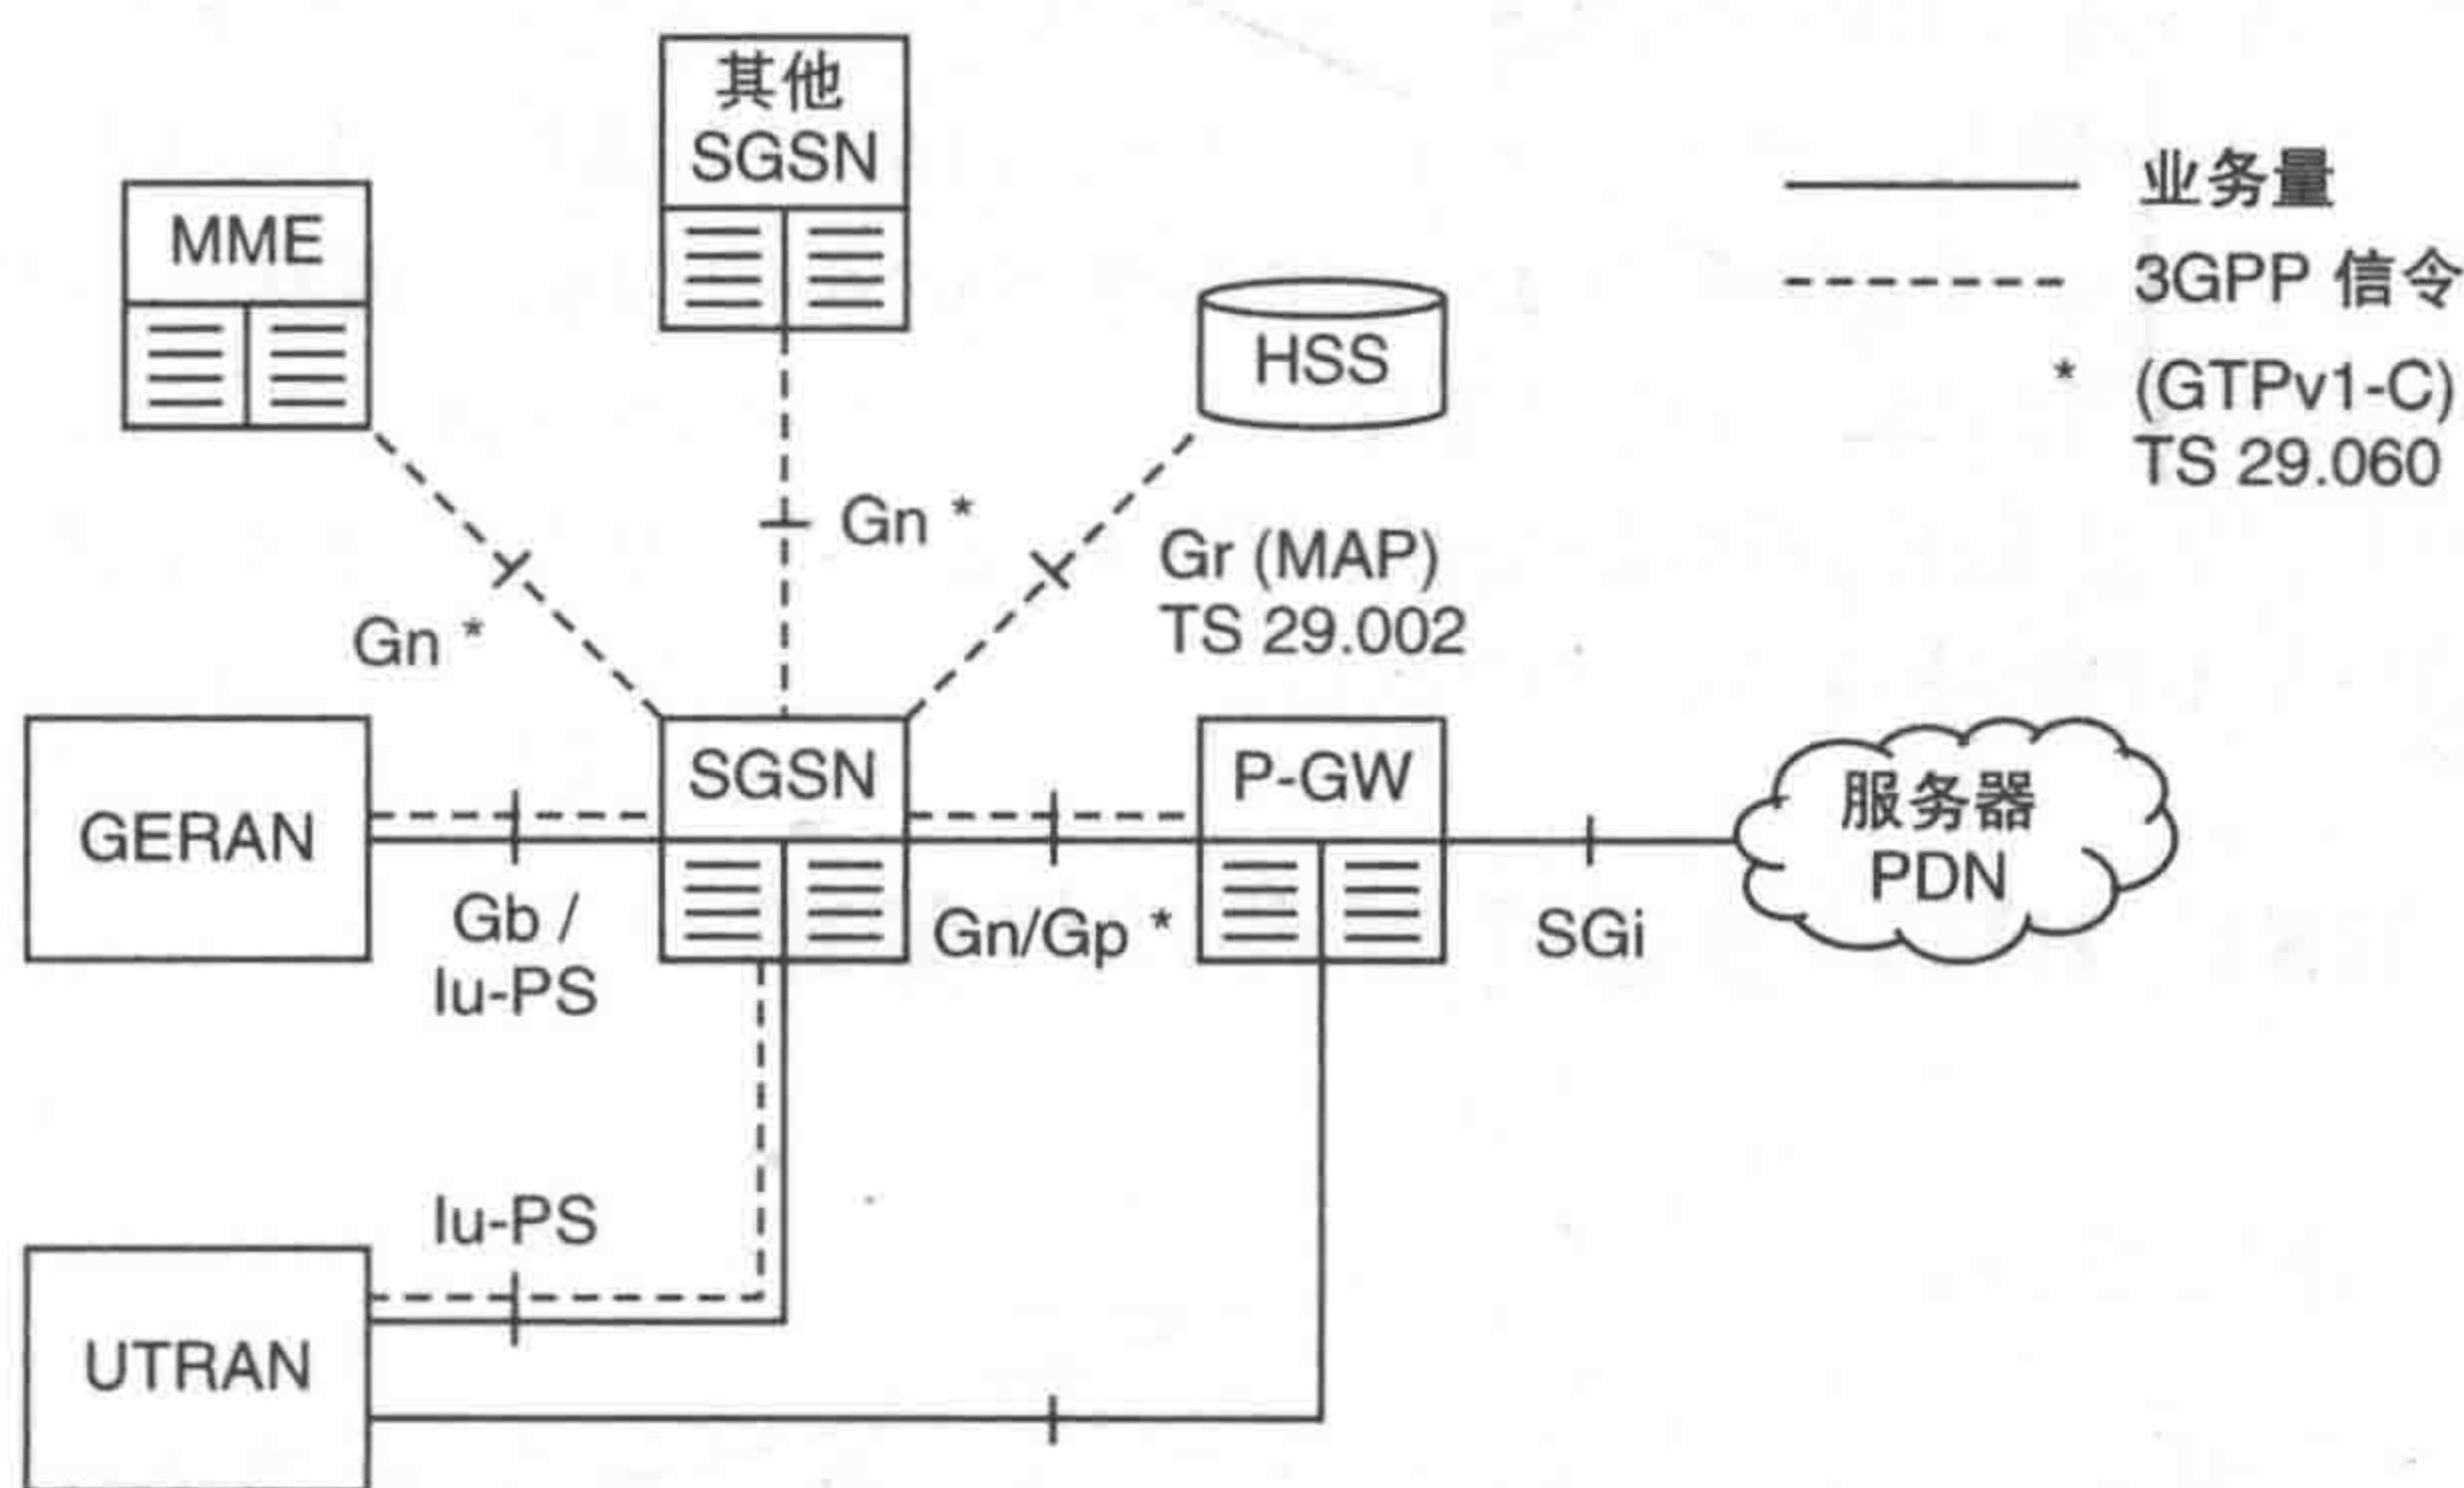 其他
SGSN
MME
HSS
业务量
3GPP 信令
* (GTPv1-C)
TS 29.060
Gn *
Gn *
Gr (MAP)
TS 29.002
GERAN
SGSN
P-GW
服务器
PDN
Gb /
Iu-PS
Gn/Gp *
SGi
Iu-PS
UTRAN